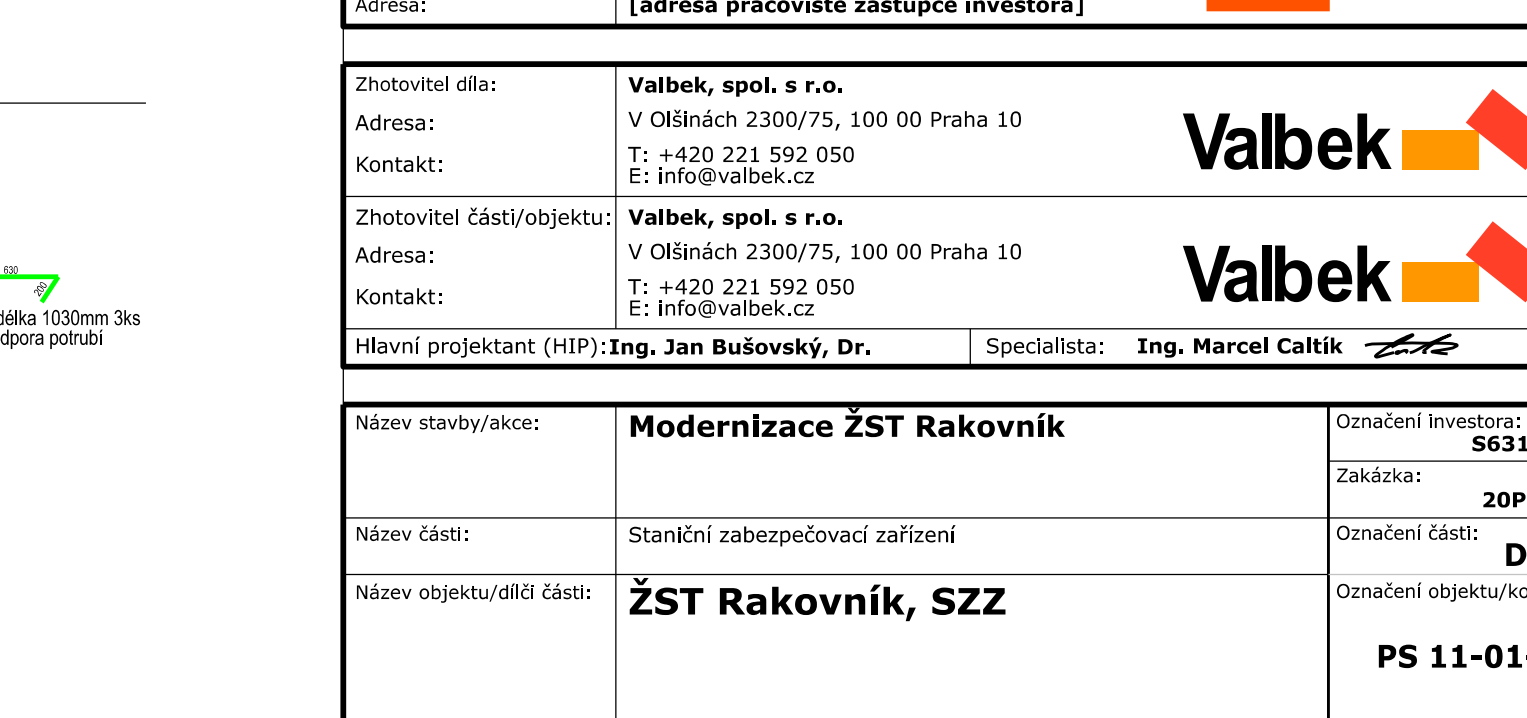 Adresa: [adresa pracoviště zástupce investora]
Zhotovitel díla: Valbek, spol. s r.o.
Adresa: V Olšinách 2300/75, 100 00 Praha 10
Kontakt: T: +420 221 592 050
E: info@valbek.cz
Valbek
Zhotovitel části/objektu: Valbek, spol. s r.o.
Adresa: V Olšinách 2300/75, 100 00 Praha 10
Kontakt: T: +420 221 592 050
E: info@valbek.cz
Valbek
630
200
délka 1030mm 3ks
dpora potrubí
Hlavní projektant (HIP): Ing. Jan Bušovský, Dr. Specialista: Ing. Marcel Caltík
Název stavby/akce: Modernizace ŽST Rakovník
Označení investora:
S631
Zakázka:
20P
Název části: Staniční zabezpečovací zařízení
Označení části:
D
Název objektu/dílči části: ŽST Rakovník, SZZ
Označení objektu/ko
PS 11-01-